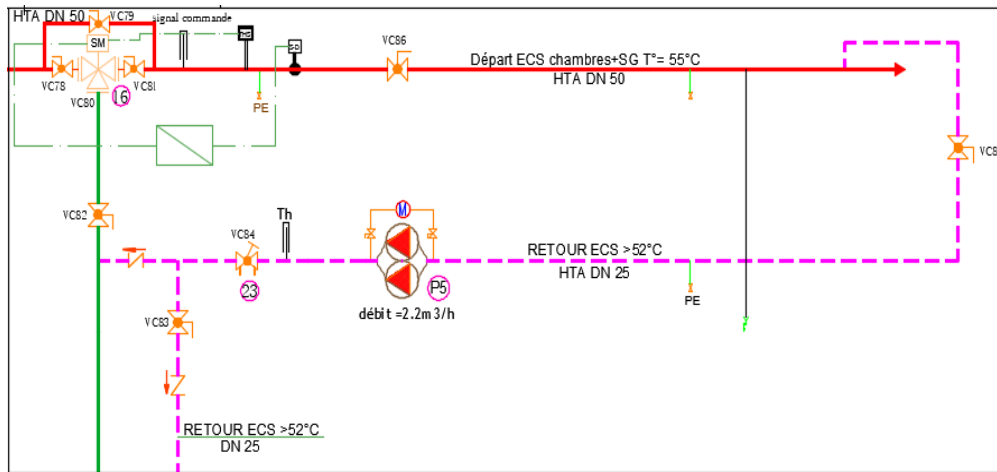 HTA DN 50
VC79
signal commande
SM
THS
SD
VC86
Départ ECS chambres+SG T°= 55°C
HTA DN 50
VC78
VC80
VC81
16
PE
VC8
VC82
Th
M
VC84
RETOUR ECS >52°C
HTA DN 25
23
P5
PE
débit =2.2m3/h
VC83
RETOUR ECS >52°C
DN 25